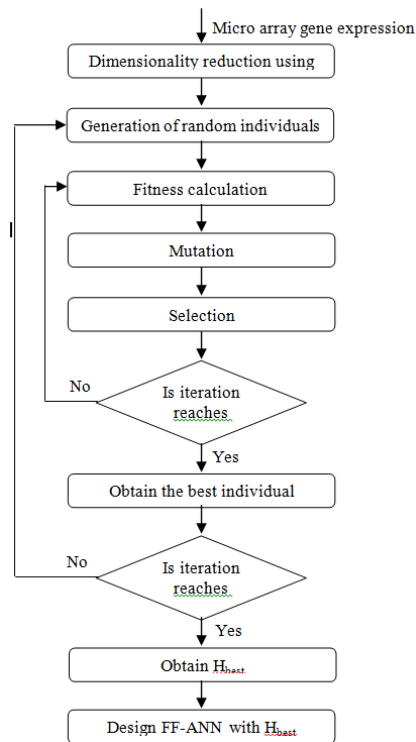 Micro array gene expression
Dimensionality reduction using
Generation of random individuals
Fitness calculation
Mutation
Selection
No
Is iteration
reaches
Yes
Obtain the best individual
No
Is iteration
reaches
Yes
Obtain Hbest
Design FF-ANN with Hbest